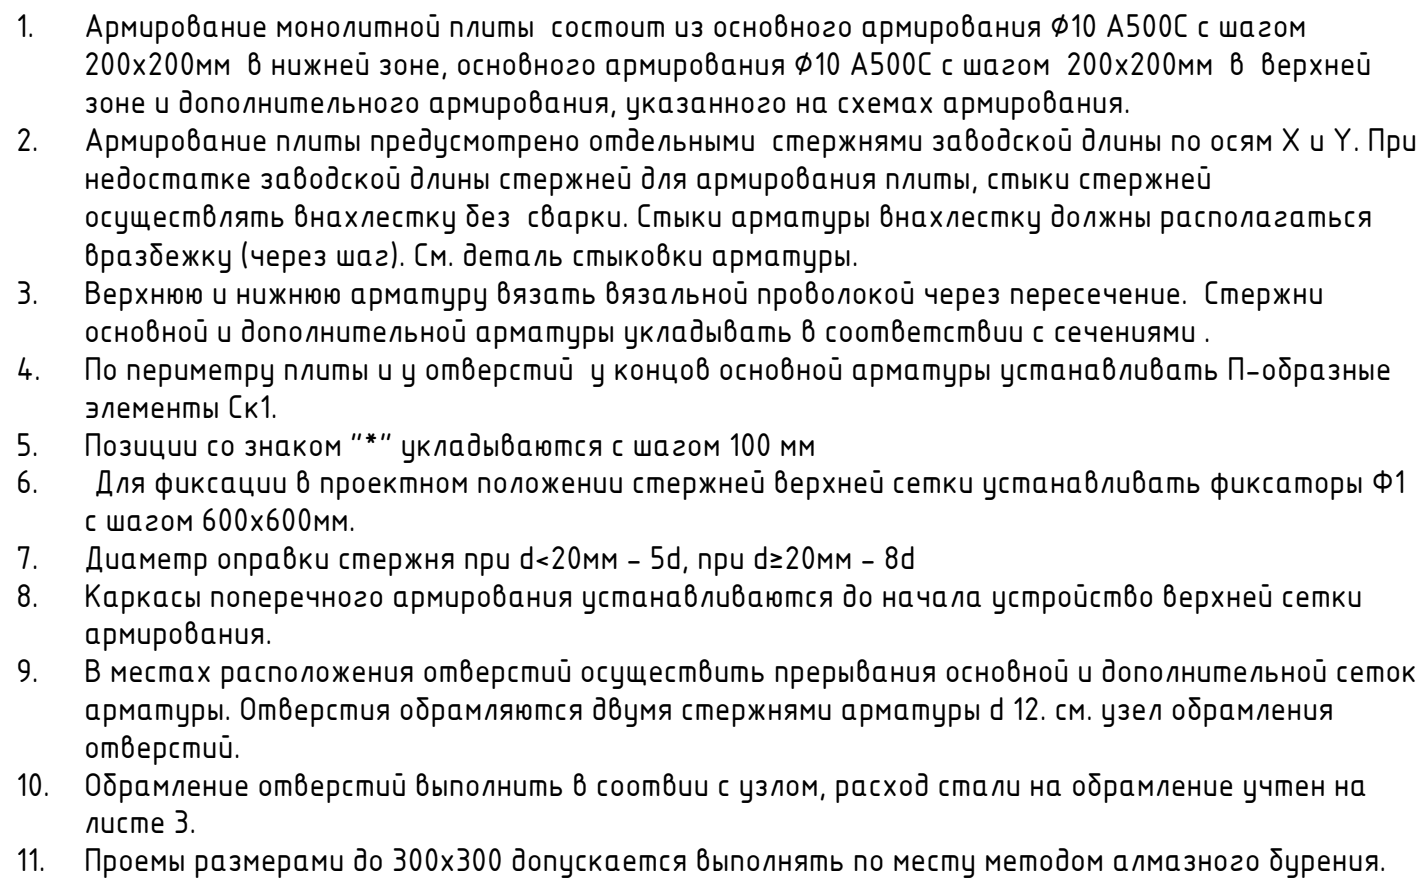 1. Армирование монолитной плиты состоит из основного армирования Ф10 А500С с шагом
200х200мм в нижней зоне, основного армирования Ф10 А500С с шагом 200х200мм в верхней
зоне и дополнительного армирования, указанного на схемах армирования.
2. Армирование плиты предусмотрено отдельными стержнями заводской длины по осям X и Y. При
недостатке заводской длины стержней для армирования плиты, стыки стержней
осуществлять внахлестку без сварки. Стыки арматуры внахлестку должны располагаться
вразбежку (через шаг). См. деталь стыковки арматуры.
3. Верхнюю и нижнюю арматуру вязать вязальной проволокой через пересечение. Стержни
основной и дополнительной арматуры укладывать в соответствии с сечениями .
4. По периметру плиты и у отверстий у концов основной арматуры устанавливать П-образные
элементы Ск1.
5. Позиции со знаком "*" укладываются с шагом 100 мм
6. Для фиксации в проектном положении стержней верхней сетки устанавливать фиксаторы Ф1
с шагом 600х600мм.
7. Диаметр оправки стержня при d<20мм - 5d, при d≥20мм - 8d
8. Каркасы поперечного армирования устанавливаются до начала устройство верхней сетки
армирования.
9. В местах расположения отверстий осуществить прерывания основной и дополнительной сеток
арматуры. Отверстия обрамляются двумя стержнями арматуры d 12. см. узел обрамления
отверстий.
10. Обрамление отверстий выполнить в соотвии с узлом, расход стали на обрамление учтен на
листе 3.
11. Проемы размерами до 300х300 допускается выполнять по месту методом алмазного бурения.